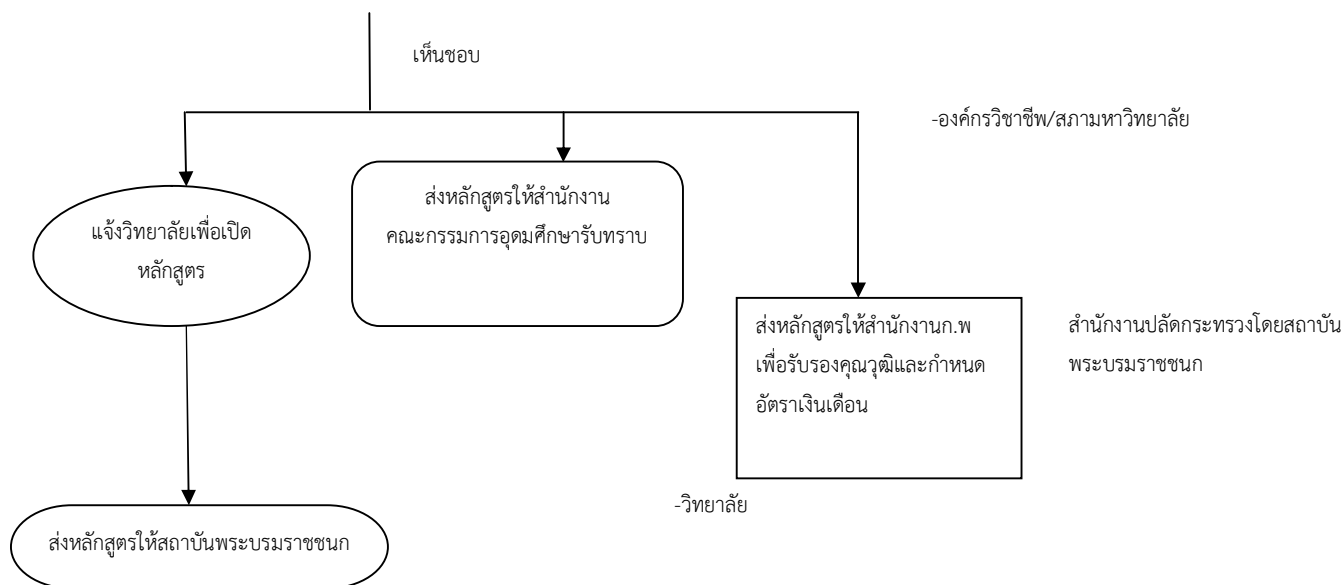 เห็นชอบ
-องค์กรวิชาชีพ/สภามหาวิทยาลัย
แจ้งวิทยาลัยเพื่อเปิด
หลักสูตร
ส่งหลักสูตรให้สำนักงาน
คณะกรรมการอุดมศึกษารับทราบ
ส่งหลักสูตรให้สำนักงานก.พ
เพื่อรับรองคุณวุฒิและกำหนด
อัตราเงินเดือน
สำนักงานปลัดกระทรวงโดยสถาบัน
พระบรมราชชนก
-วิทยาลัย
ส่งหลักสูตรให้สถาบันพระบรมราชชนก